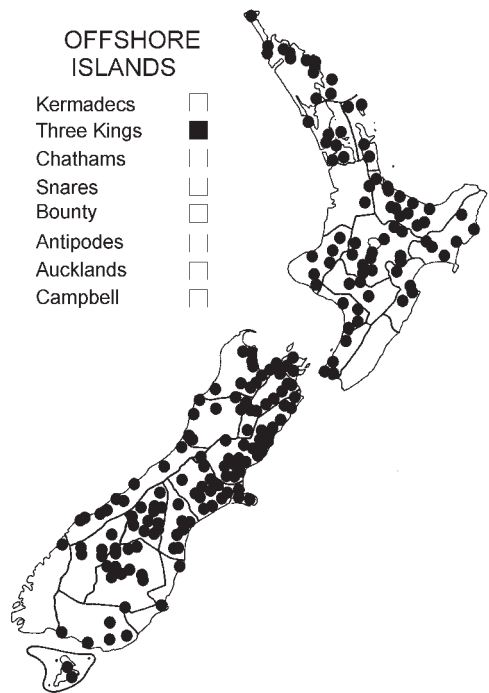 OFFSHORE
ISLANDS
Kermadecs
Three Kings
Chathams
Snares
Bounty
Antipodes
Aucklands
Campbell